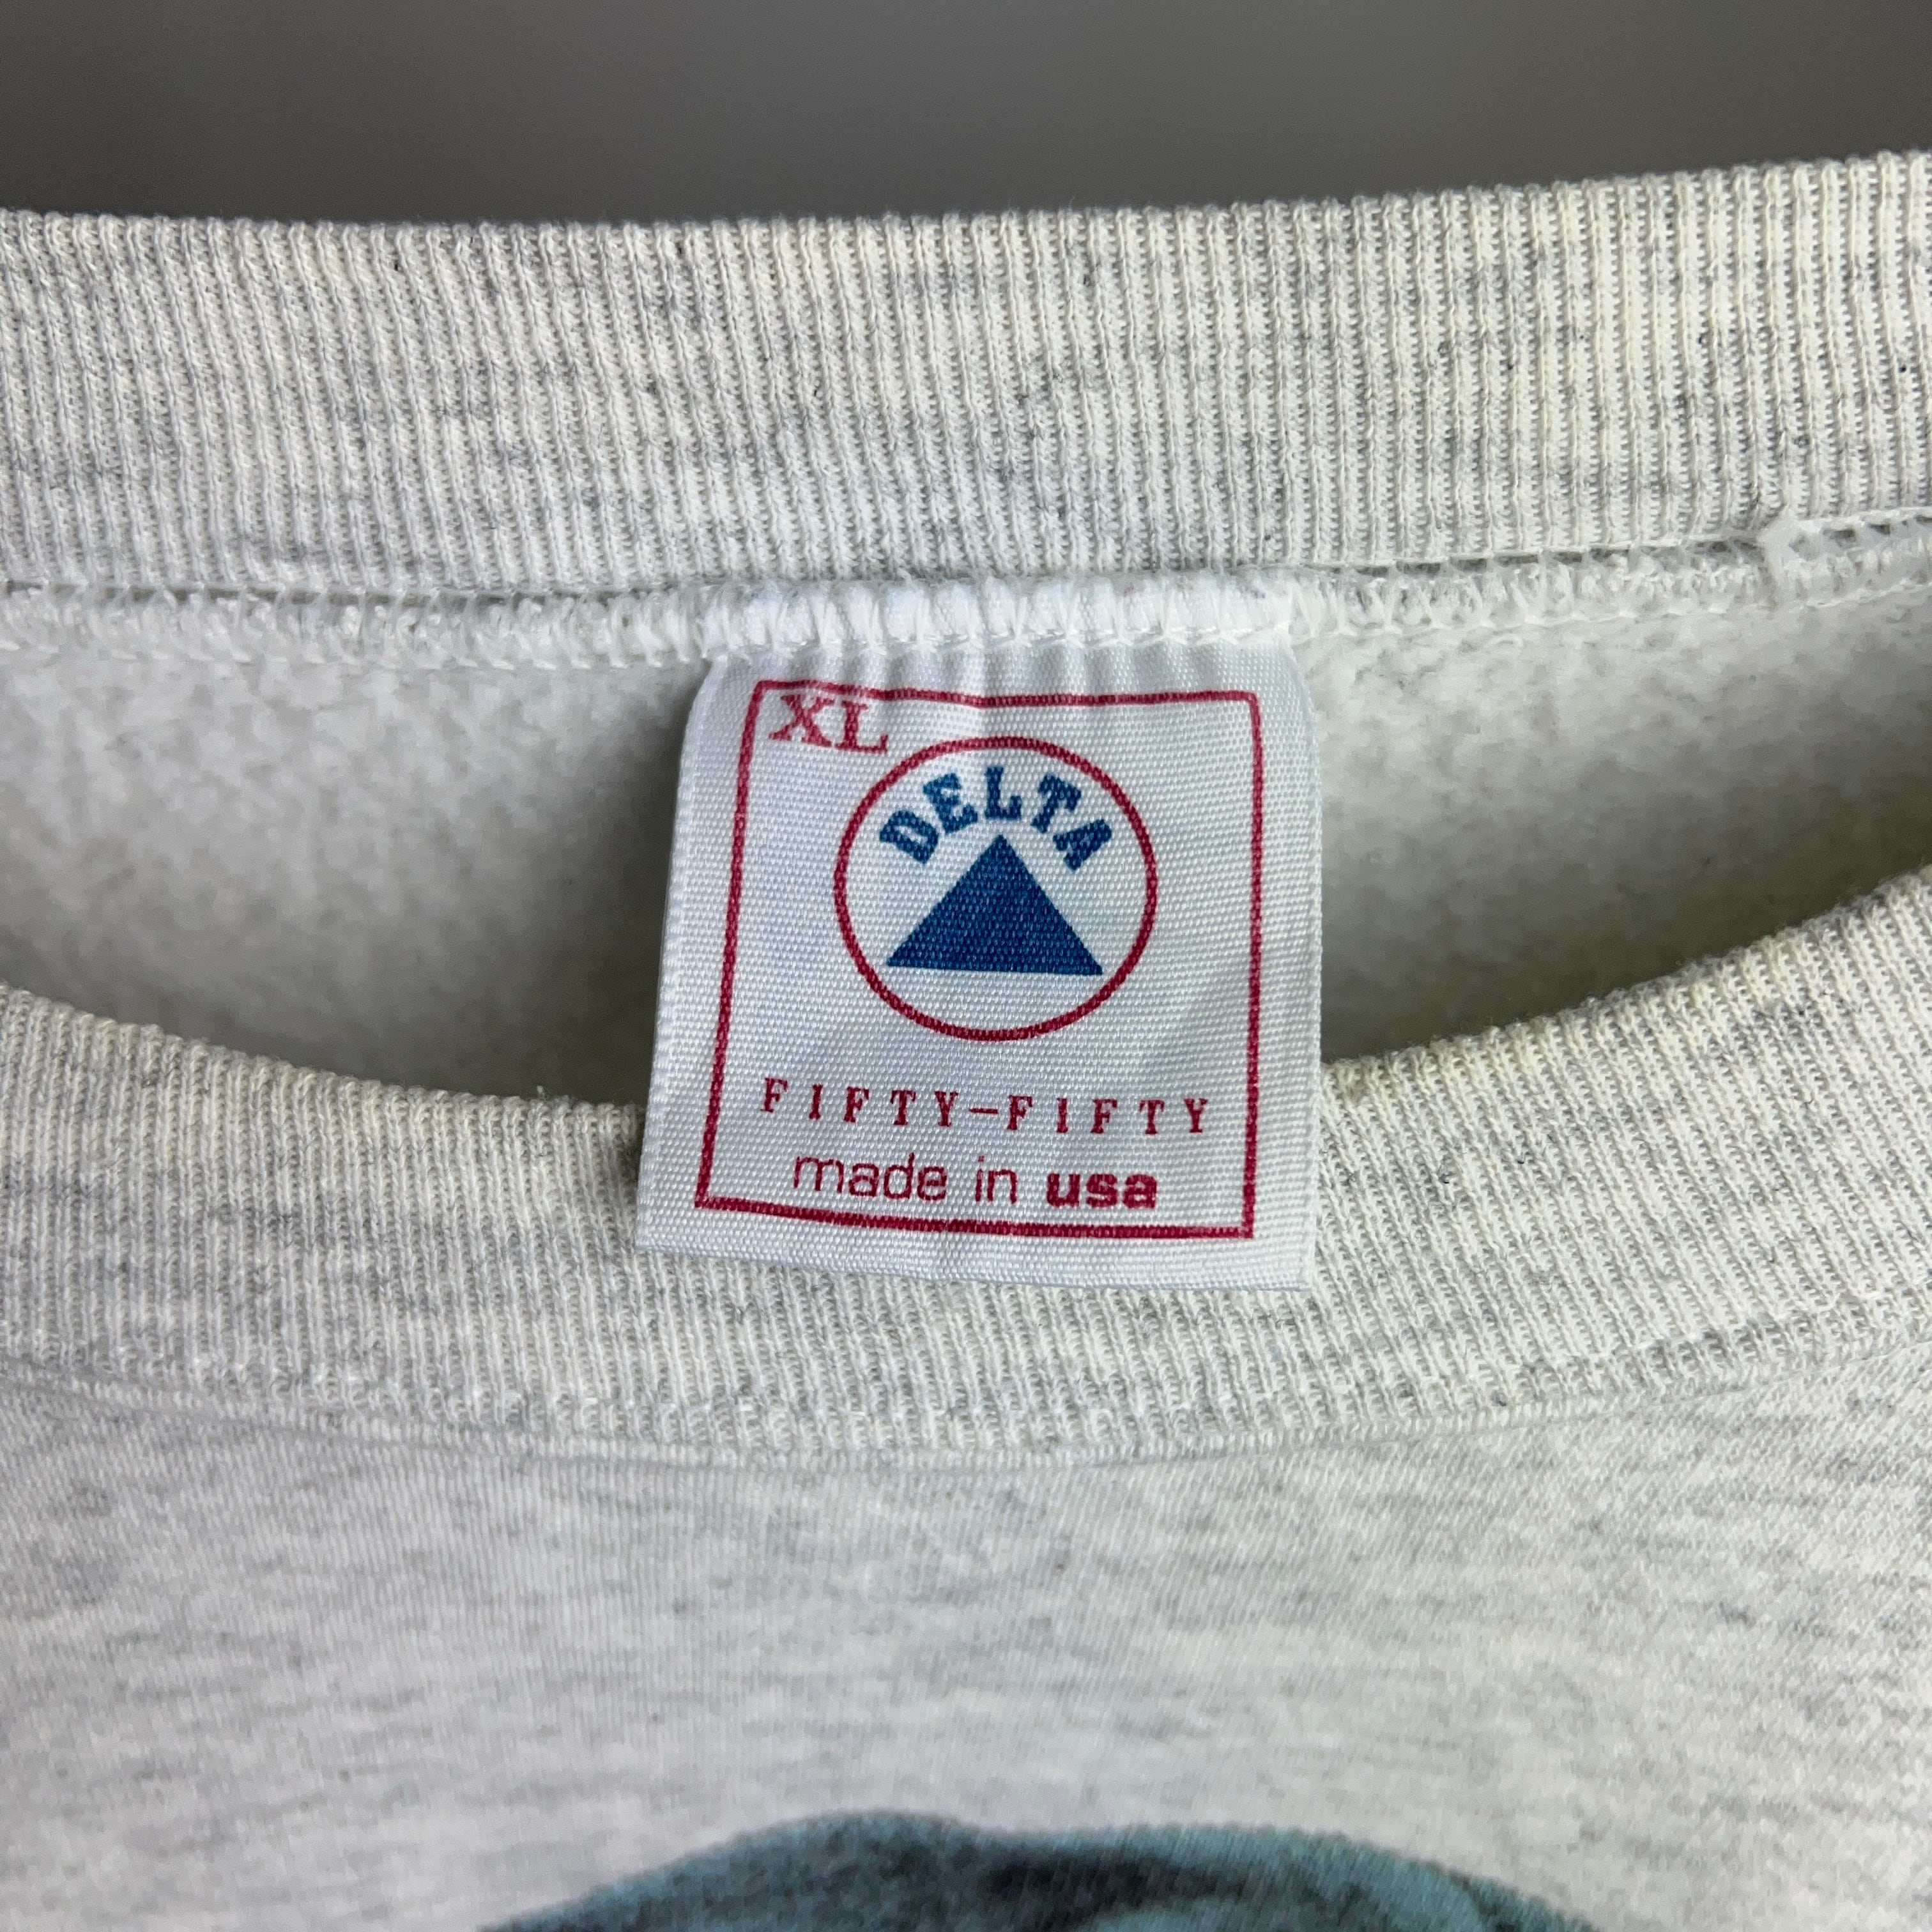 XL
DELTA
FIFTY-FIFTY
made in usa